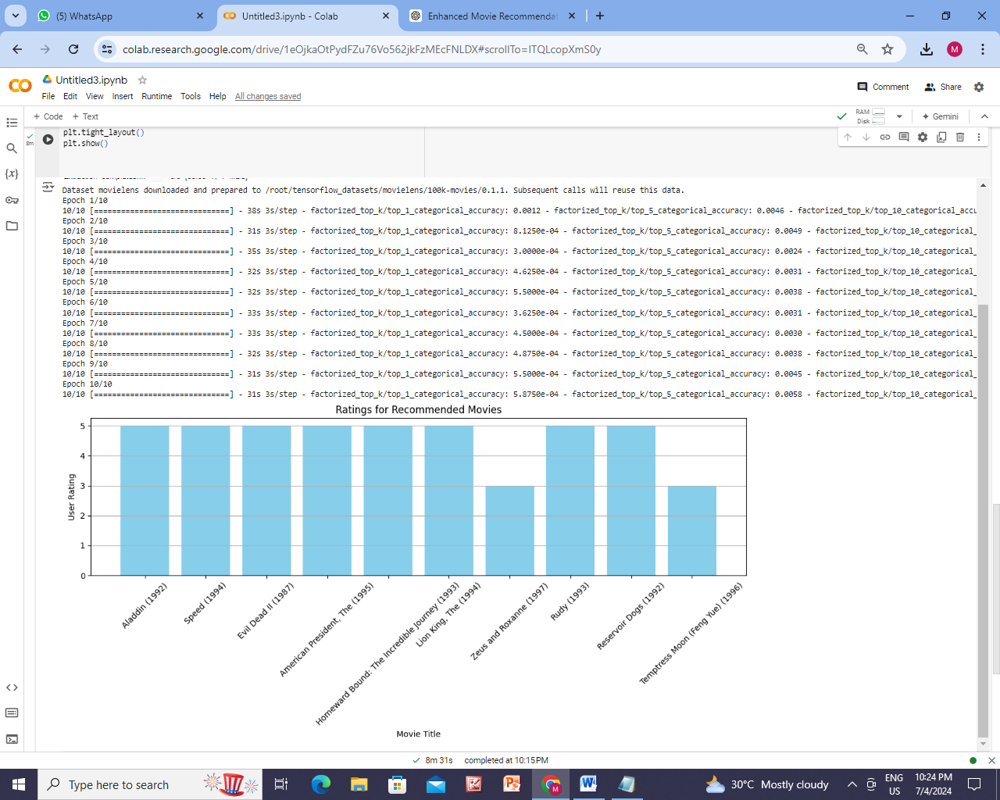 (5) WhatsApp
Untitled3.ipynb - Colab
Enhanced Movie Recommendat
colab.research.google.com/drive/1eOjkaOtPydFZu76Vo562jkFzMEcFNLDX#scrollTo=ITQLcopXmS0y
M
Untitled3.ipynb
File Edit View Insert Runtime Tools Help All changes saved
Comment
Share
+ Code + Text
RAM
Disk
Gemini
8m
plt.tight_layout()
plt.show()
Dataset movielens downloaded and prepared to /root/tensorflow_datasets/movielens/100k-movies/0.1.1. Subsequent calls will reuse this data.
Epoch 1/10
10/10 [==============================] - 38s 3s/step - factorized_top_k/top_1_categorical_accuracy: 0.0012 - factorized_top_k/top_5_categorical_accuracy: 0.0046 - factorized_top_k/top_10_categorical_accu
Epoch 2/10
10/10 [==============================] - 31s 3s/step - factorized_top_k/top_1_categorical_accuracy: 8.1250e-04 - factorized_top_k/top_5_categorical_accuracy: 0.0049 - factorized_top_k/top_10_categorical_
Epoch 3/10
10/10 [==============================] - 35s 3s/step - factorized_top_k/top_1_categorical_accuracy: 3.0000e-04 - factorized_top_k/top_5_categorical_accuracy: 0.0024 - factorized_top_k/top_10_categorical_
Epoch 4/10
10/10 [==============================] - 32s 3s/step - factorized_top_k/top_1_categorical_accuracy: 4.6250e-04 - factorized_top_k/top_5_categorical_accuracy: 0.0031 - factorized_top_k/top_10_categorical_
Epoch 5/10
10/10 [==============================] - 32s 3s/step - factorized_top_k/top_1_categorical_accuracy: 5.5000e-04 - factorized_top_k/top_5_categorical_accuracy: 0.0038 - factorized_top_k/top_10_categorical_
Epoch 6/10
10/10 [==============================] - 33s 3s/step - factorized_top_k/top_1_categorical_accuracy: 3.6250e-04 - factorized_top_k/top_5_categorical_accuracy: 0.0031 - factorized_top_k/top_10_categorical_
Epoch 7/10
10/10 [==============================] - 33s 3s/step - factorized_top_k/top_1_categorical_accuracy: 4.5000e-04 - factorized_top_k/top_5_categorical_accuracy: 0.0030 - factorized_top_k/top_10_categorical_
Epoch 8/10
10/10 [==============================] - 32s 3s/step - factorized_top_k/top_1_categorical_accuracy: 4.8750e-04 - factorized_top_k/top_5_categorical_accuracy: 0.0038 - factorized_top_k/top_10_categorical_
Epoch 9/10
10/10 [==============================] - 31s 3s/step - factorized_top_k/top_1_categorical_accuracy: 5.5000e-04 - factorized_top_k/top_5_categorical_accuracy: 0.0045 - factorized_top_k/top_10_categorical_
Epoch 10/10
10/10 [==============================] - 31s 3s/step - factorized_top_k/top_1_categorical_accuracy: 5.8750e-04 - factorized_top_k/top_5_categorical_accuracy: 0.0058 - factorized_top_k/top_10_categorical_
Ratings for Recommended Movies
5
4
3
2
1
0
User Rating
Aladdin (1992)
Speed (1994)
Evil Dead II (1987)
American President, The (1995)
Homeward Bound: The Incredible Journey (1993)
Lion King, The (1994)
Zeus and Roxanne (1997)
Rudy (1993)
Reservoir Dogs (1992)
Temptress Moon (Feng Yue) (1996)
Movie Title
8m 31s completed at 10:15 PM
Type here to search
30°C Mostly cloudy
ENG
US
10:24 PM
7/4/2024